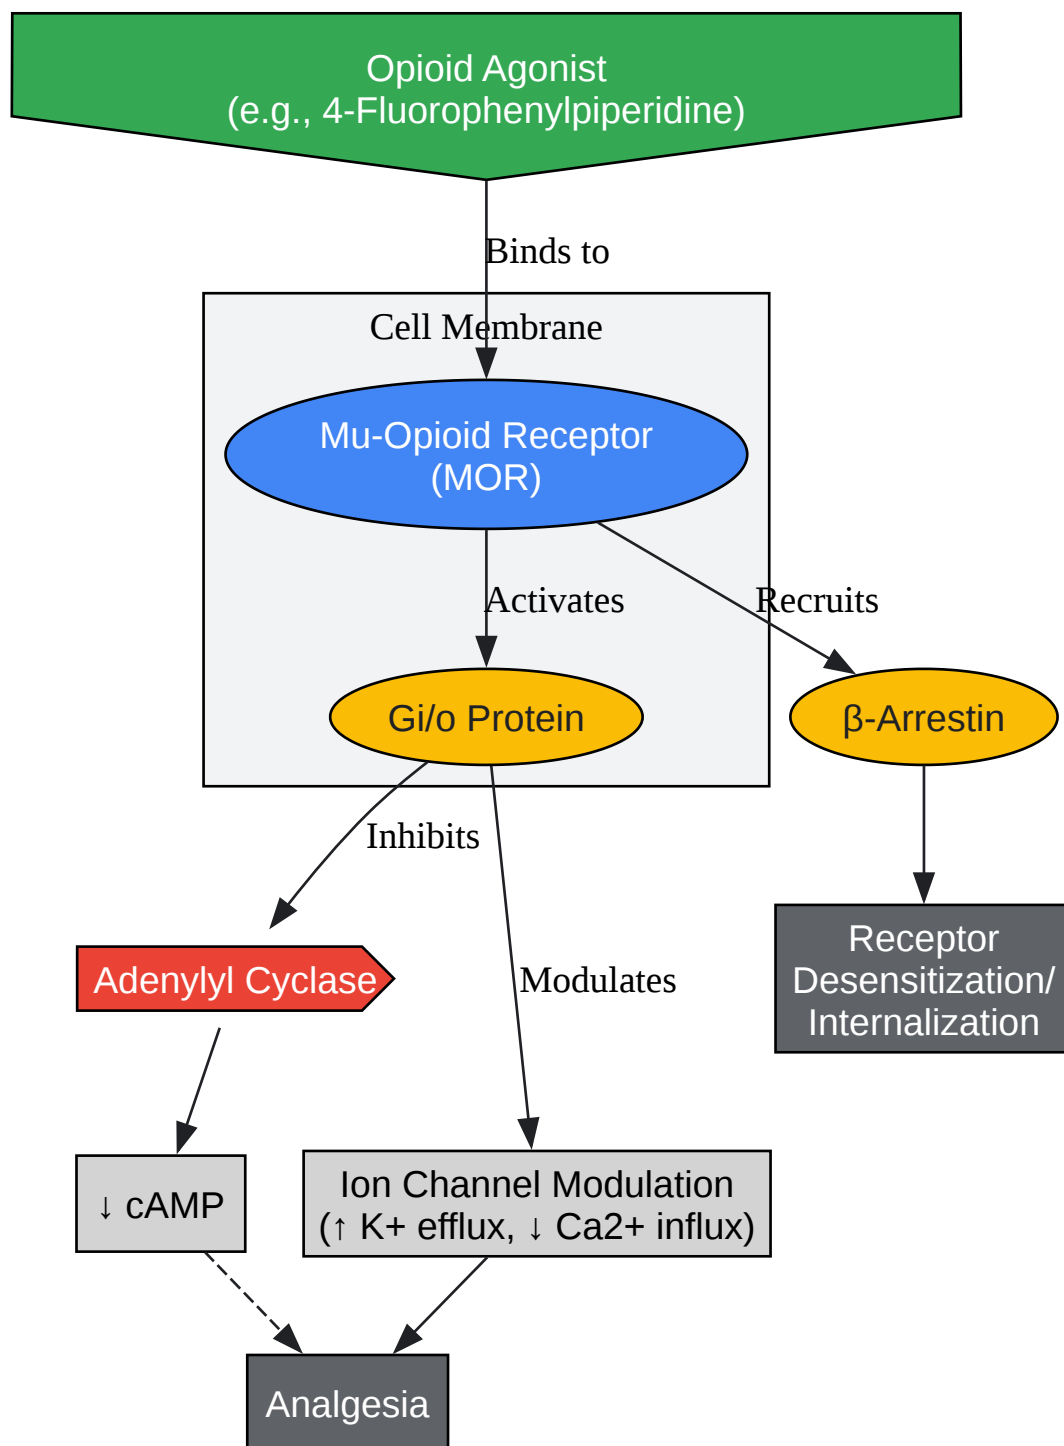 Opioid Agonist
(e.g., 4-Fluorophenylpiperidine)
Binds to
Cell Membrane
Mu-Opioid Receptor
(MOR)
Activates
Recruits
Gi/o Protein
β-Arrestin
Inhibits
Receptor
Desensitization/
Internalization
Adenylyl Cyclase
Modulates
↓ cAMP
Ion Channel Modulation
(↑ K+ efflux, ↓ Ca2+ influx)
Analgesia